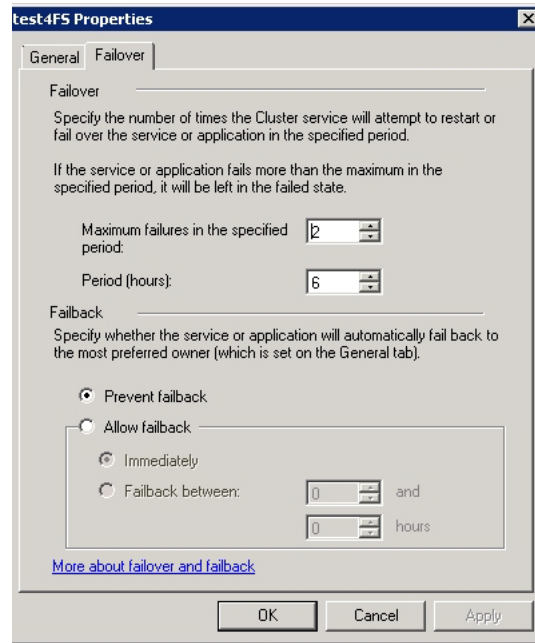 test4FS Properties
General
Failover
Failover
Specify the number of times the Cluster service will attempt to restart or
fail over the service or application in the specified period.
If the service or application fails more than the maximum in the
specified period, it will be left in the failed state.
Maximum failures in the specified
period:
2
Period (hours):
6
Failback
Specify whether the service or application will automatically fail back to
the most preferred owner (which is set on the General tab).
Prevent failback
Allow failback
Immediately
Failback between:
0
and
0
hours
More about failover and failback
OK
Cancel
Apply